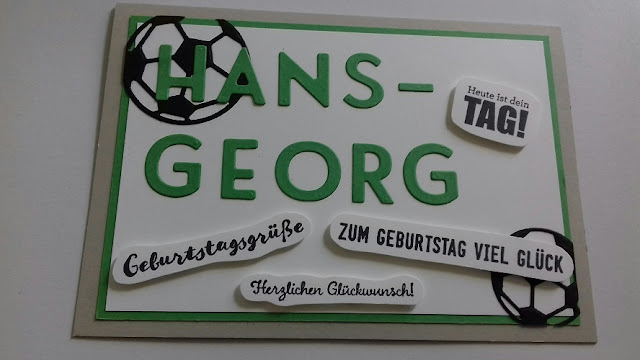 HANS-
GEORG
Heute ist dein
TAG!
Geburtstagsgrüße
ZUM GEBURTSTAG VIEL GLÜCK
Herzlichen Glückwunsch!